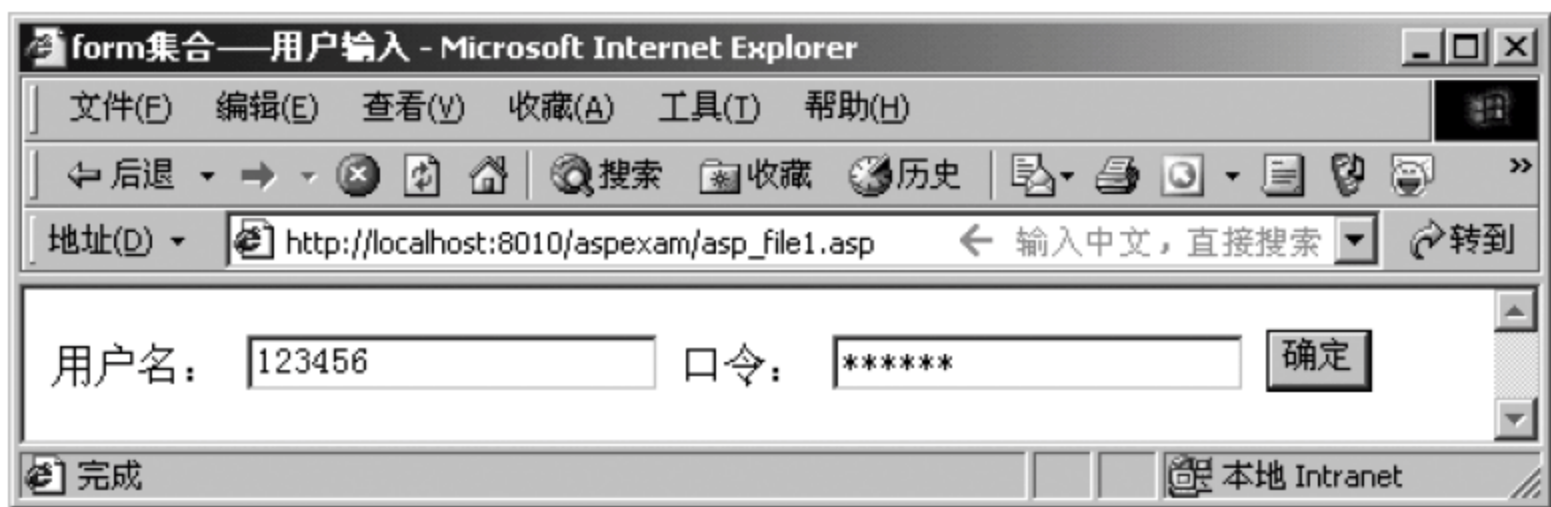 form集合——用户输入 - Microsoft Internet Explorer
文件(F) 编辑(E) 查看(V) 收藏(A) 工具(T) 帮助(H)
后退 搜索 收藏 历史 »
地址(D) http://localhost:8010/aspexam/asp_file1.asp ← 输入中文，直接搜索 转到
用户名： 123456 口令： ****** 确定
完成 本地 Intranet